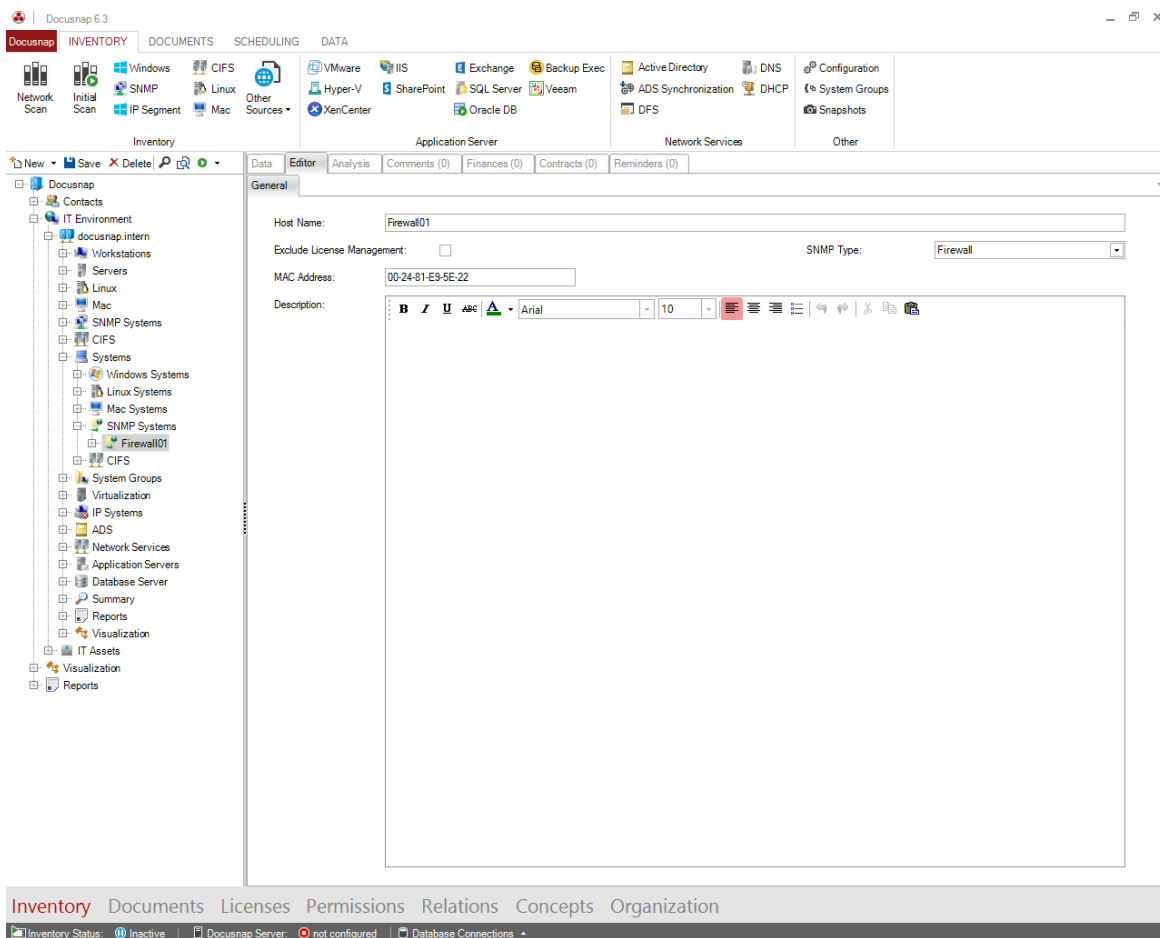 Docusnap 6.3
Docusnap INVENTORY DOCUMENTS SCHEDULING DATA
Windows CIFS VMware IIS Exchange Backup Exec Active Directory DNS Configuration
Network Scan Initial Scan SNMP Linux Other Sources Hyper-V SharePoint SQL Server Veeam ADS Synchronization DHCP System Groups
IP Segment Mac XenCenter Oracle DB DFS Snapshots
Inventory Application Server Network Services Other
New Save Delete Data Editor Analysis Comments (0) Finances (0) Contracts (0) Reminders (0)
General
Docusnap
Contacts
IT Environment
docusnap.intern
Workstations
Servers
Linux
Mac
SNMP Systems
CIFS
Systems
Windows Systems
Linux Systems
Mac Systems
SNMP Systems
Firewall01
CIFS
System Groups
Virtualization
IP Systems
ADS
Network Services
Application Servers
Database Server
Summary
Reports
Visualization
IT Assets
Visualization
Reports
Host Name: Firewall01
Exclude License Management: SNMP Type: Firewall
MAC Address: 00-24-81-E9-5E-22
Description: B I U ABC A Arial 10
Inventory Documents Licenses Permissions Relations Concepts Organization
Inventory Status: Inactive | Docusnap Server: not configured | Database Connections